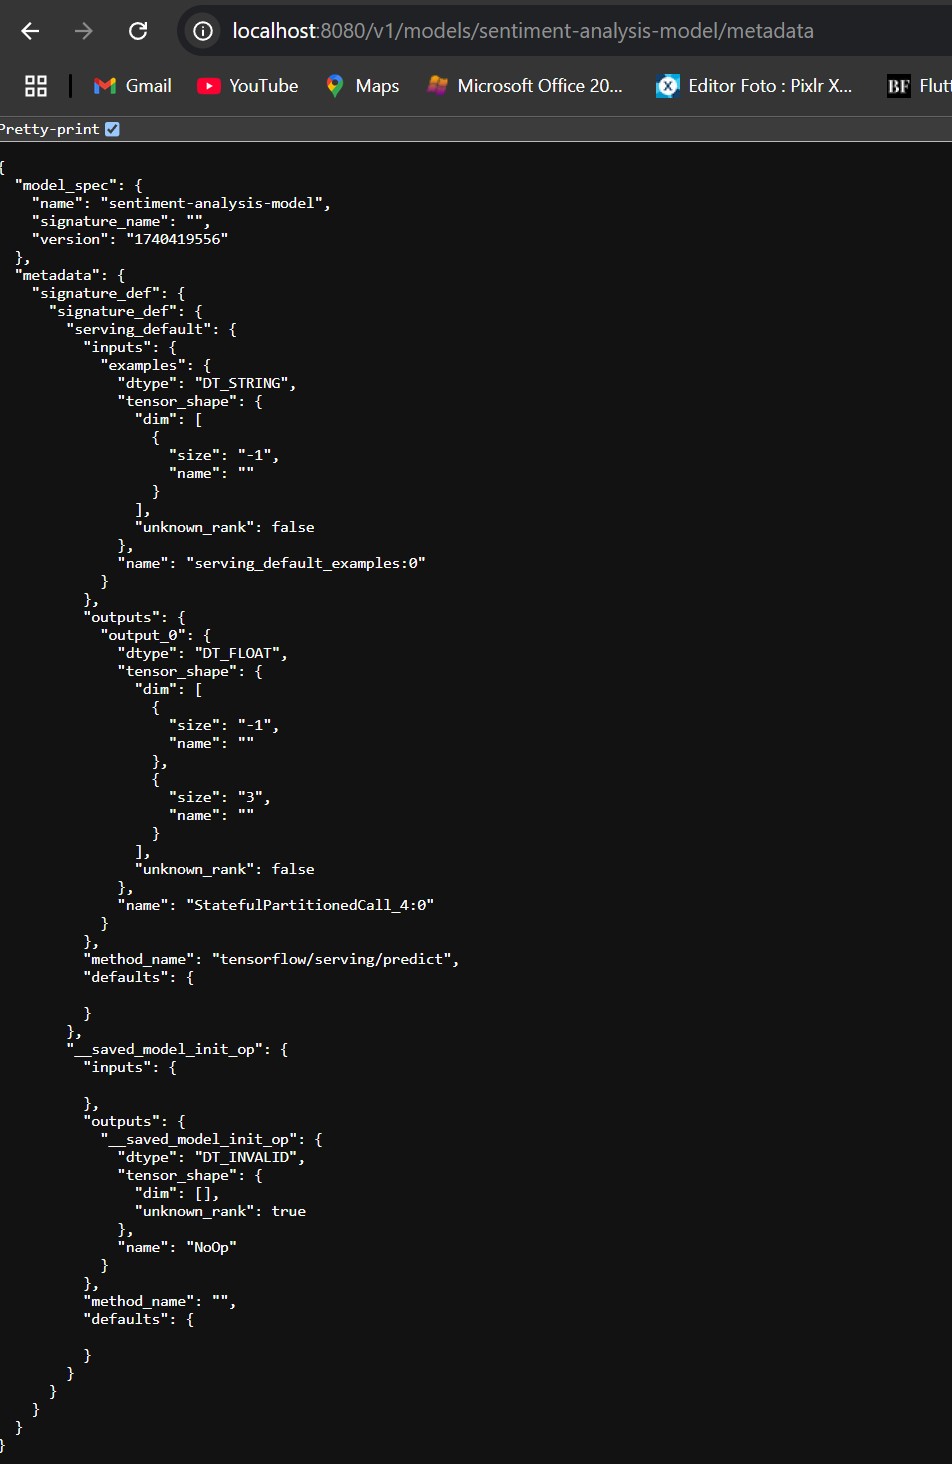 localhost:8080/v1/models/sentiment-analysis-model/metadata
Gmail YouTube Maps Microsoft Office 20... Editor Foto : Pixlr X... BF Flut
Pretty-print
{
  "model_spec": {
    "name": "sentiment-analysis-model",
    "signature_name": "",
    "version": "1740419556"
  },
  "metadata": {
    "signature_def": {
      "signature_def": {
        "serving_default": {
          "inputs": {
            "examples": {
              "dtype": "DT_STRING",
              "tensor_shape": {
                "dim": [
                  {
                    "size": "-1",
                    "name": ""
                  }
                ],
                "unknown_rank": false
              },
              "name": "serving_default_examples:0"
            }
          },
          "outputs": {
            "output_0": {
              "dtype": "DT_FLOAT",
              "tensor_shape": {
                "dim": [
                  {
                    "size": "-1",
                    "name": ""
                  },
                  {
                    "size": "3",
                    "name": ""
                  }
                ],
                "unknown_rank": false
              },
              "name": "StatefulPartitionedCall_4:0"
            }
          },
          "method_name": "tensorflow/serving/predict",
          "defaults": {
          }
        },
        "__saved_model_init_op": {
          "inputs": {
          },
          "outputs": {
            "__saved_model_init_op": {
              "dtype": "DT_INVALID",
              "tensor_shape": {
                "dim": [],
                "unknown_rank": true
              },
              "name": "NoOp"
            }
          },
          "method_name": "",
          "defaults": {
          }
        }
      }
    }
  }
}